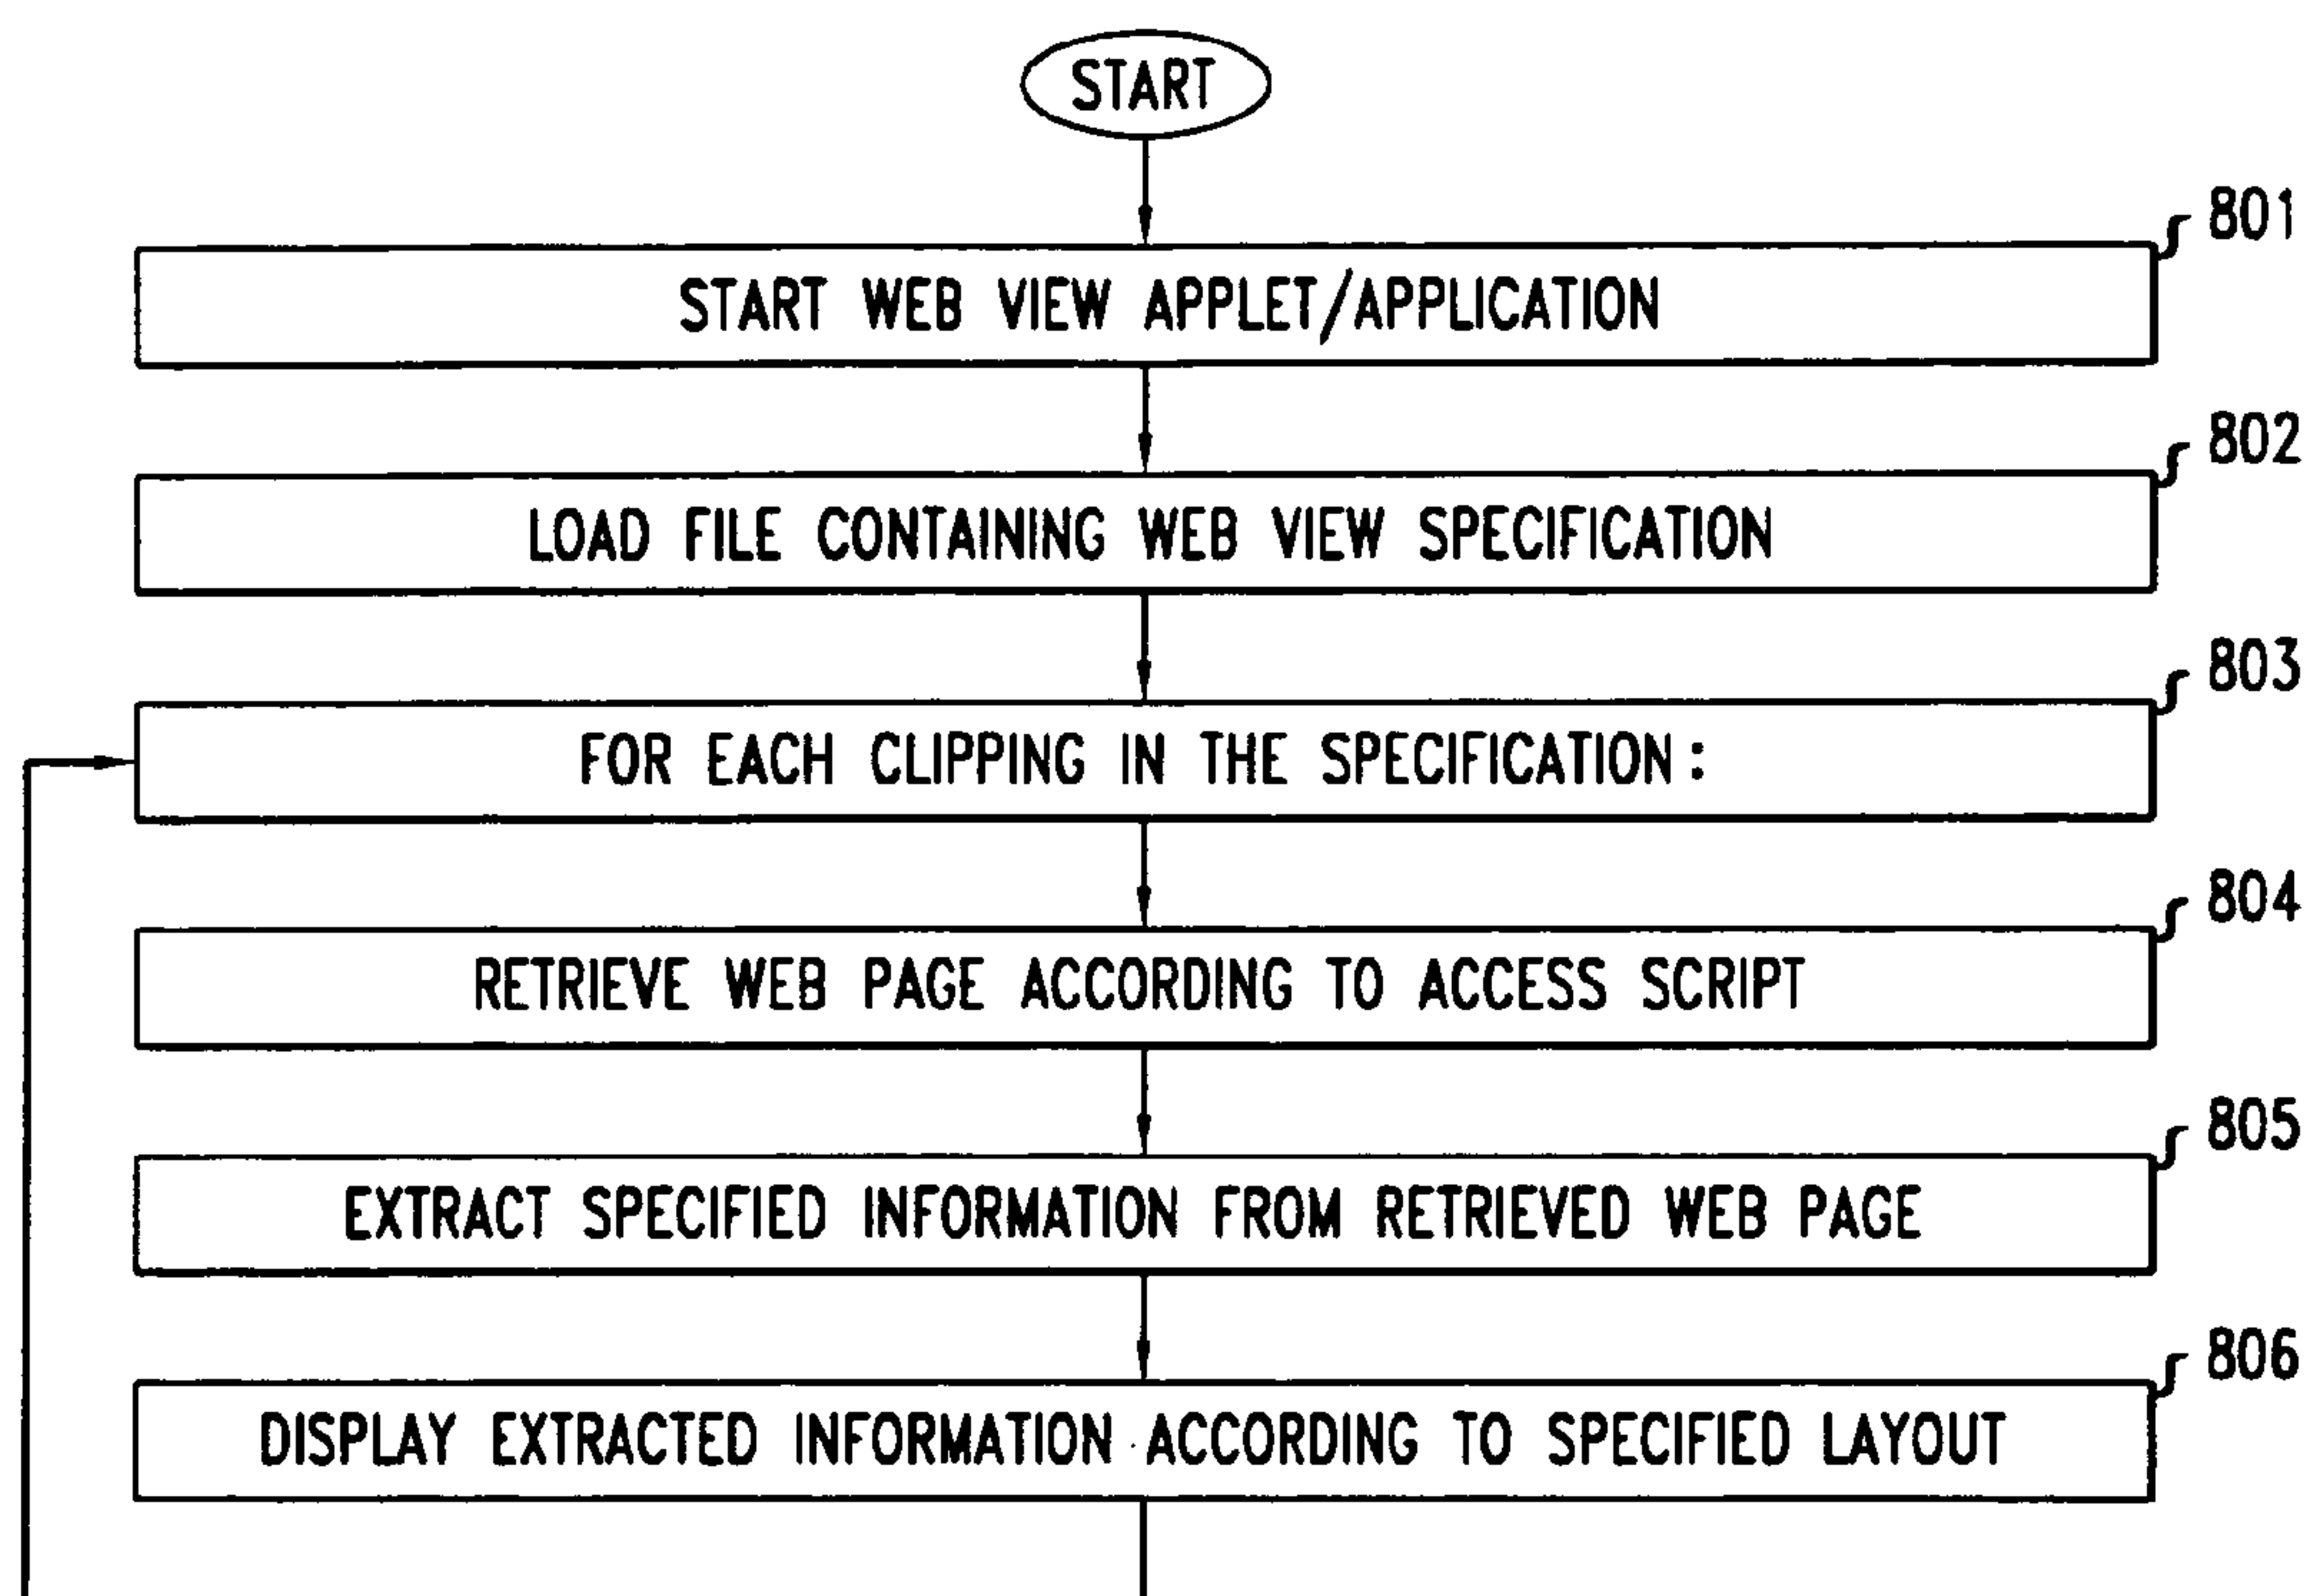 START
801
START WEB VIEW APPLET/APPLICATION
802
LOAD FILE CONTAINING WEB VIEW SPECIFICATION
803
FOR EACH CLIPPING IN THE SPECIFICATION:
804
RETRIEVE WEB PAGE ACCORDING TO ACCESS SCRIPT
805
EXTRACT SPECIFIED INFORMATION FROM RETRIEVED WEB PAGE
806
DISPLAY EXTRACTED INFORMATION ACCORDING TO SPECIFIED LAYOUT